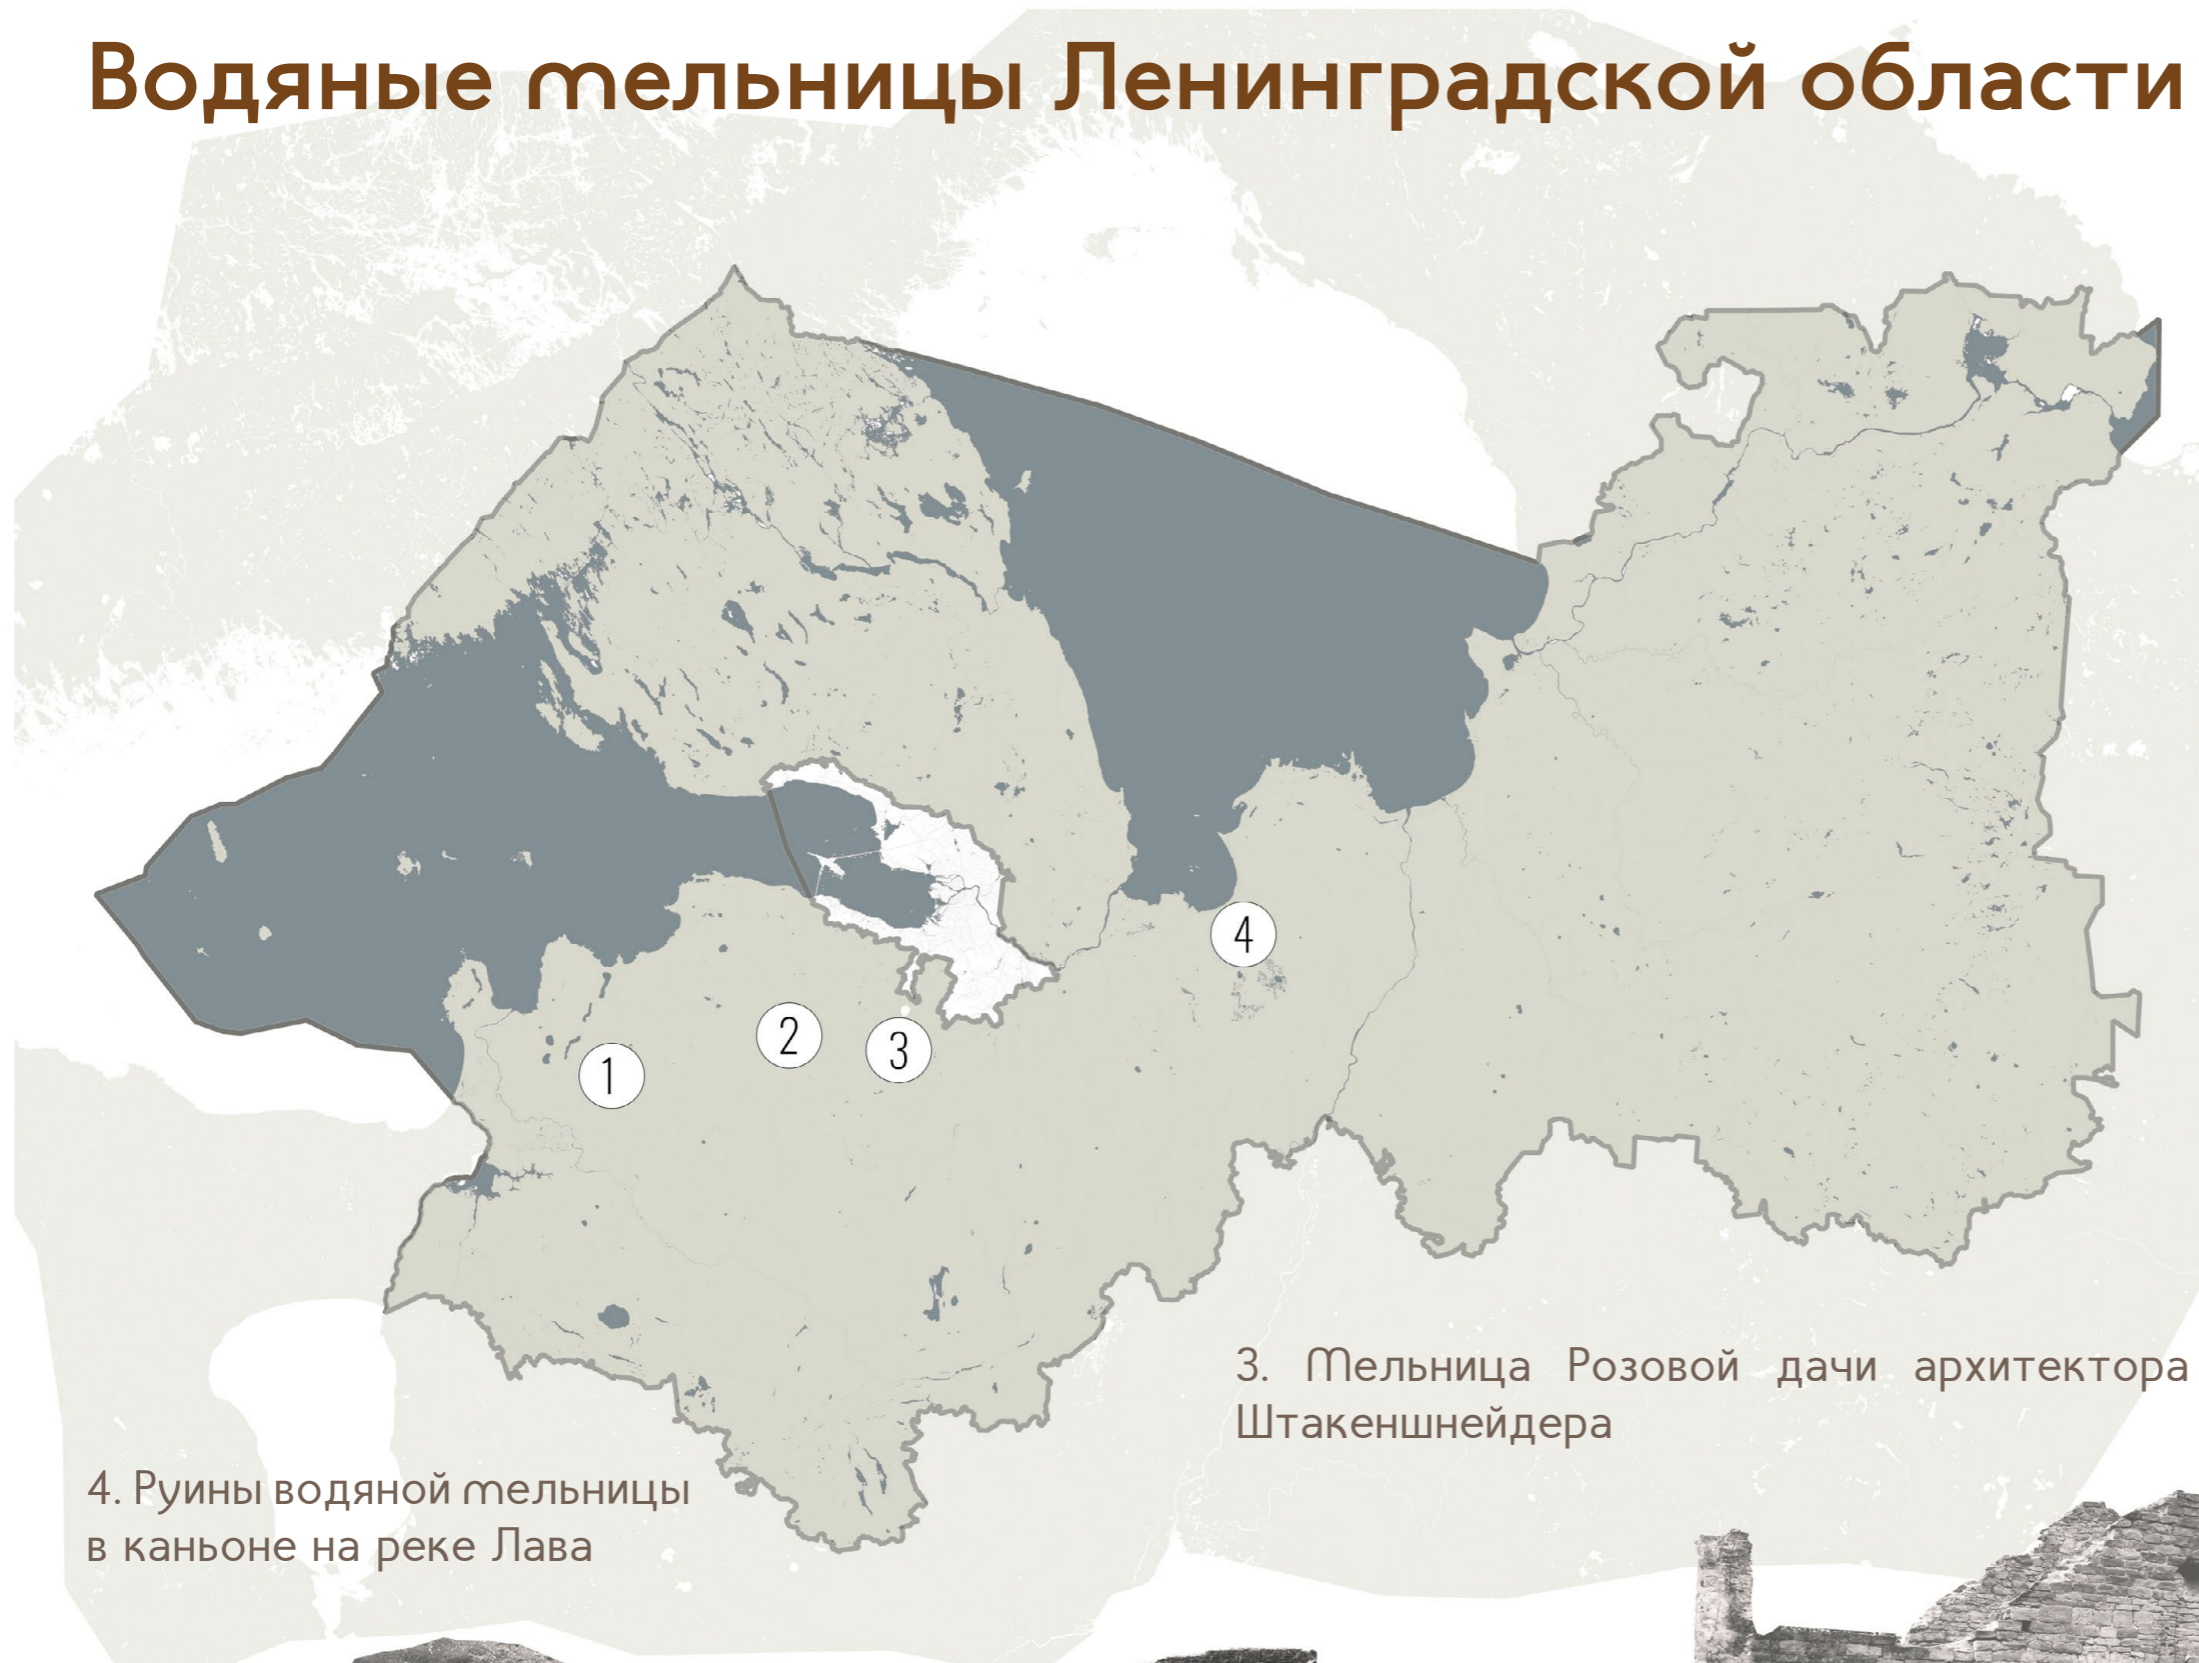 Водяные мельницы Ленинградской области
4
2
3
1
3. Мельница Розовой дачи архитектора
Штакеншнейдера
4. Руины водяной мельницы
в каньоне на реке Лава